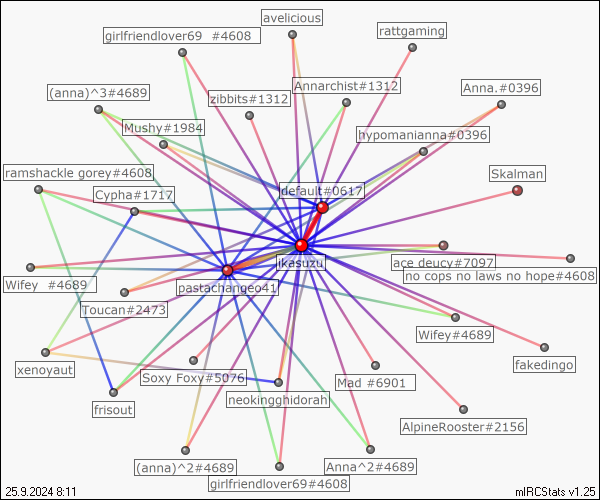 avelicious
girlfriendlover69 #4608
rattgaming
(anna)^3#4689
Annarchist#1312
Anna.#0396
zibbits#1312
Mushy#1984
hypomanianna#0396
ramshackle gorey#4608
Skalman
Cypha#1717
default#0617
jkasuzu
ace deucy#7097
no cops no laws no hope#4608
Wifey #4689
pastachangeo41
Toucan#2473
Wifey#4689
xenoyaut
Soxy Foxy#5076
Mad #6901
fakedingo
neokingghidorah
frisout
AlpineRooster#2156
(anna)^2#4689
Anna^2#4689
girlfriendlover69#4608
25.9.2024 8:11
mIRCStats v1.25